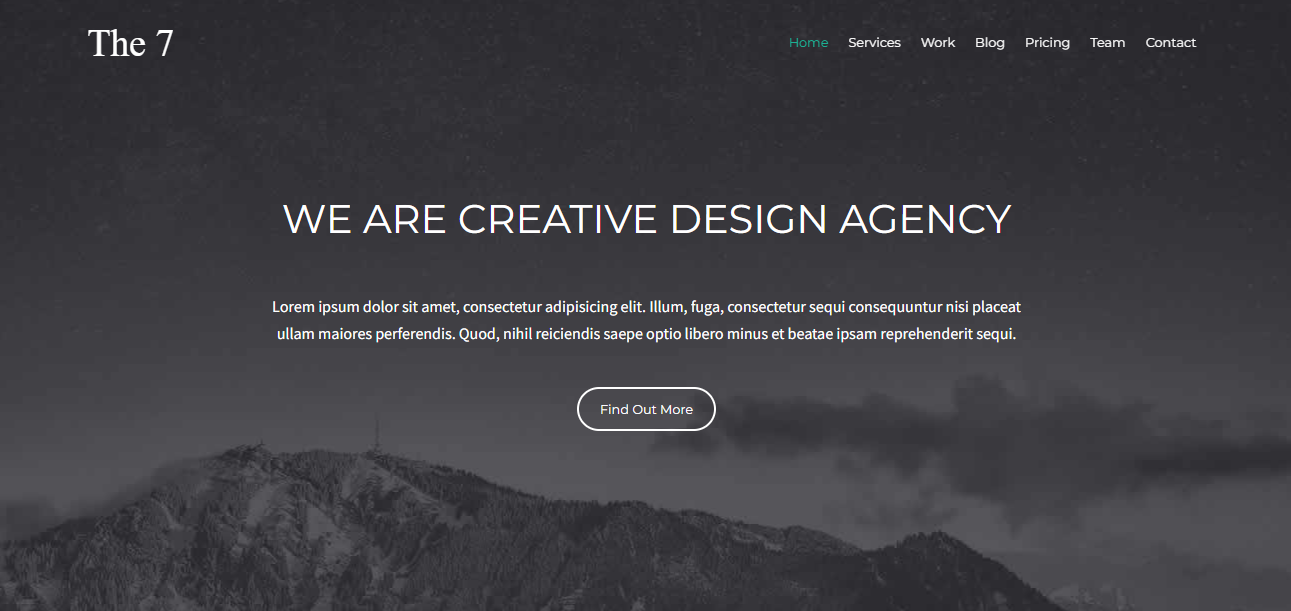 The 7
Home Services Work Blog Pricing Team Contact
WE ARE CREATIVE DESIGN AGENCY
Lorem ipsum dolor sit amet, consectetur adipisicing elit. Illum, fuga, consectetur sequi consequuntur nisi placeat
ullam maiores perferendis. Quod, nihil reiciendis saepe optio libero minus et beatae ipsam reprehenderit sequi.
Find Out More